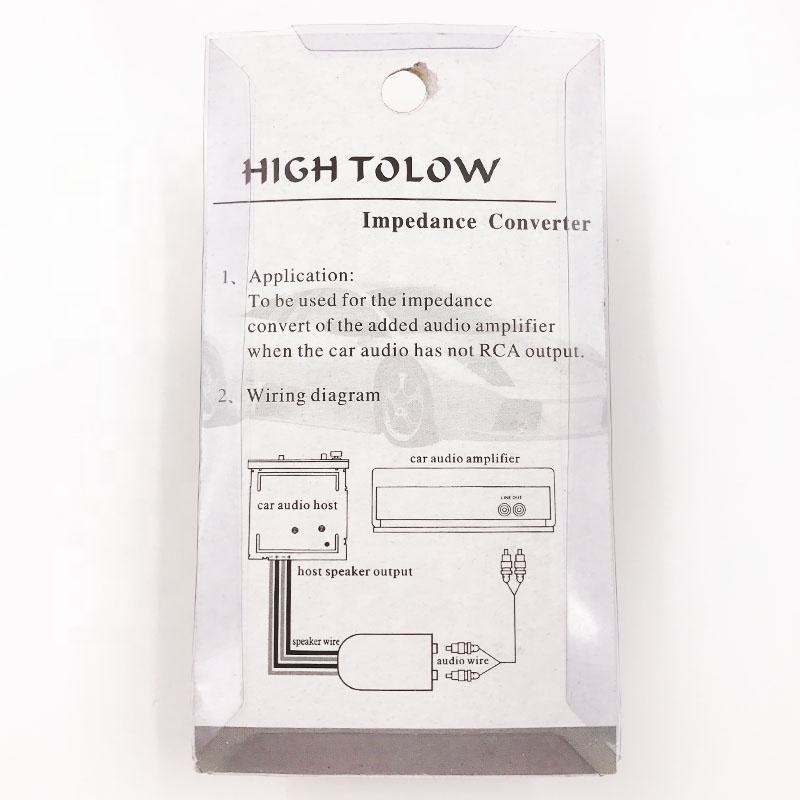 HIGH TOLOW
Impedance Converter
1、Application:
To be used for the impedance
convert of the added audio amplifier
when the car audio has not RCA output.
2、Wiring diagram
car audio amplifier
LINE OUT
car audio host
host speaker output
speaker wire
audio wire